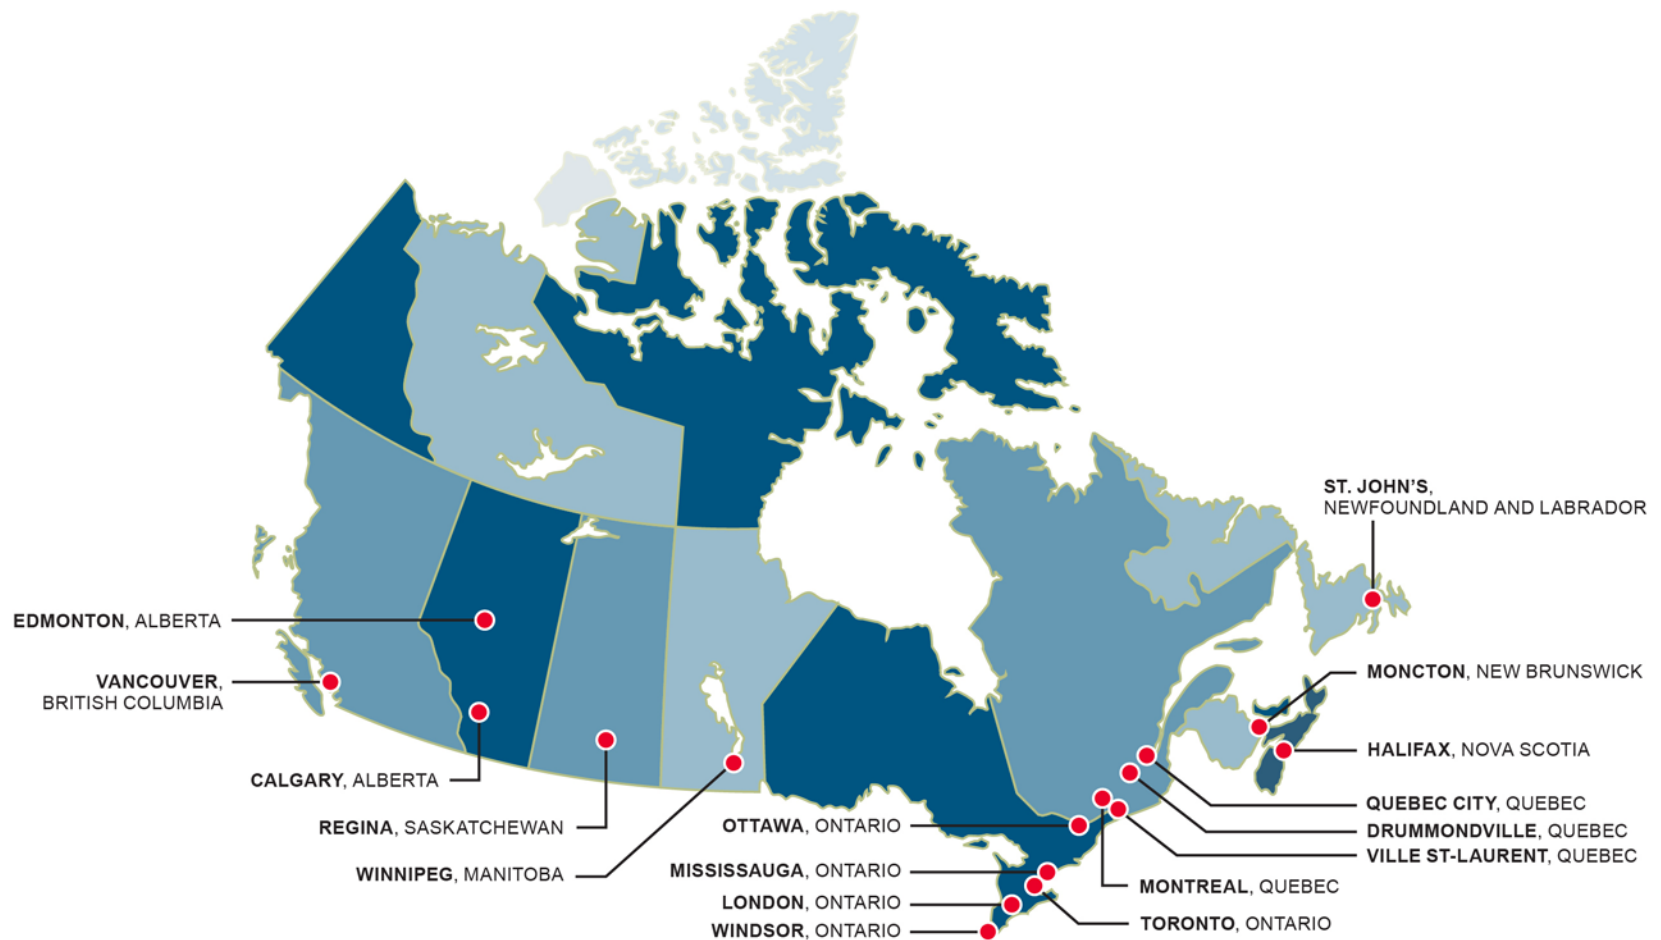 ST. JOHN'S,
NEWFOUNDLAND AND LABRADOR
EDMONTON, ALBERTA
VANCOUVER,
BRITISH COLUMBIA
CALGARY, ALBERTA
REGINA, SASKATCHEWAN
WINNIPEG, MANITOBA
OTTAWA, ONTARIO
MISSISSAUGA, ONTARIO
LONDON, ONTARIO
WINDSOR, ONTARIO
MONCTON, NEW BRUNSWICK
HALIFAX, NOVA SCOTIA
QUEBEC CITY, QUEBEC
DRUMMONDVILLE, QUEBEC
VILLE ST-LAURENT, QUEBEC
MONTREAL, QUEBEC
TORONTO, ONTARIO